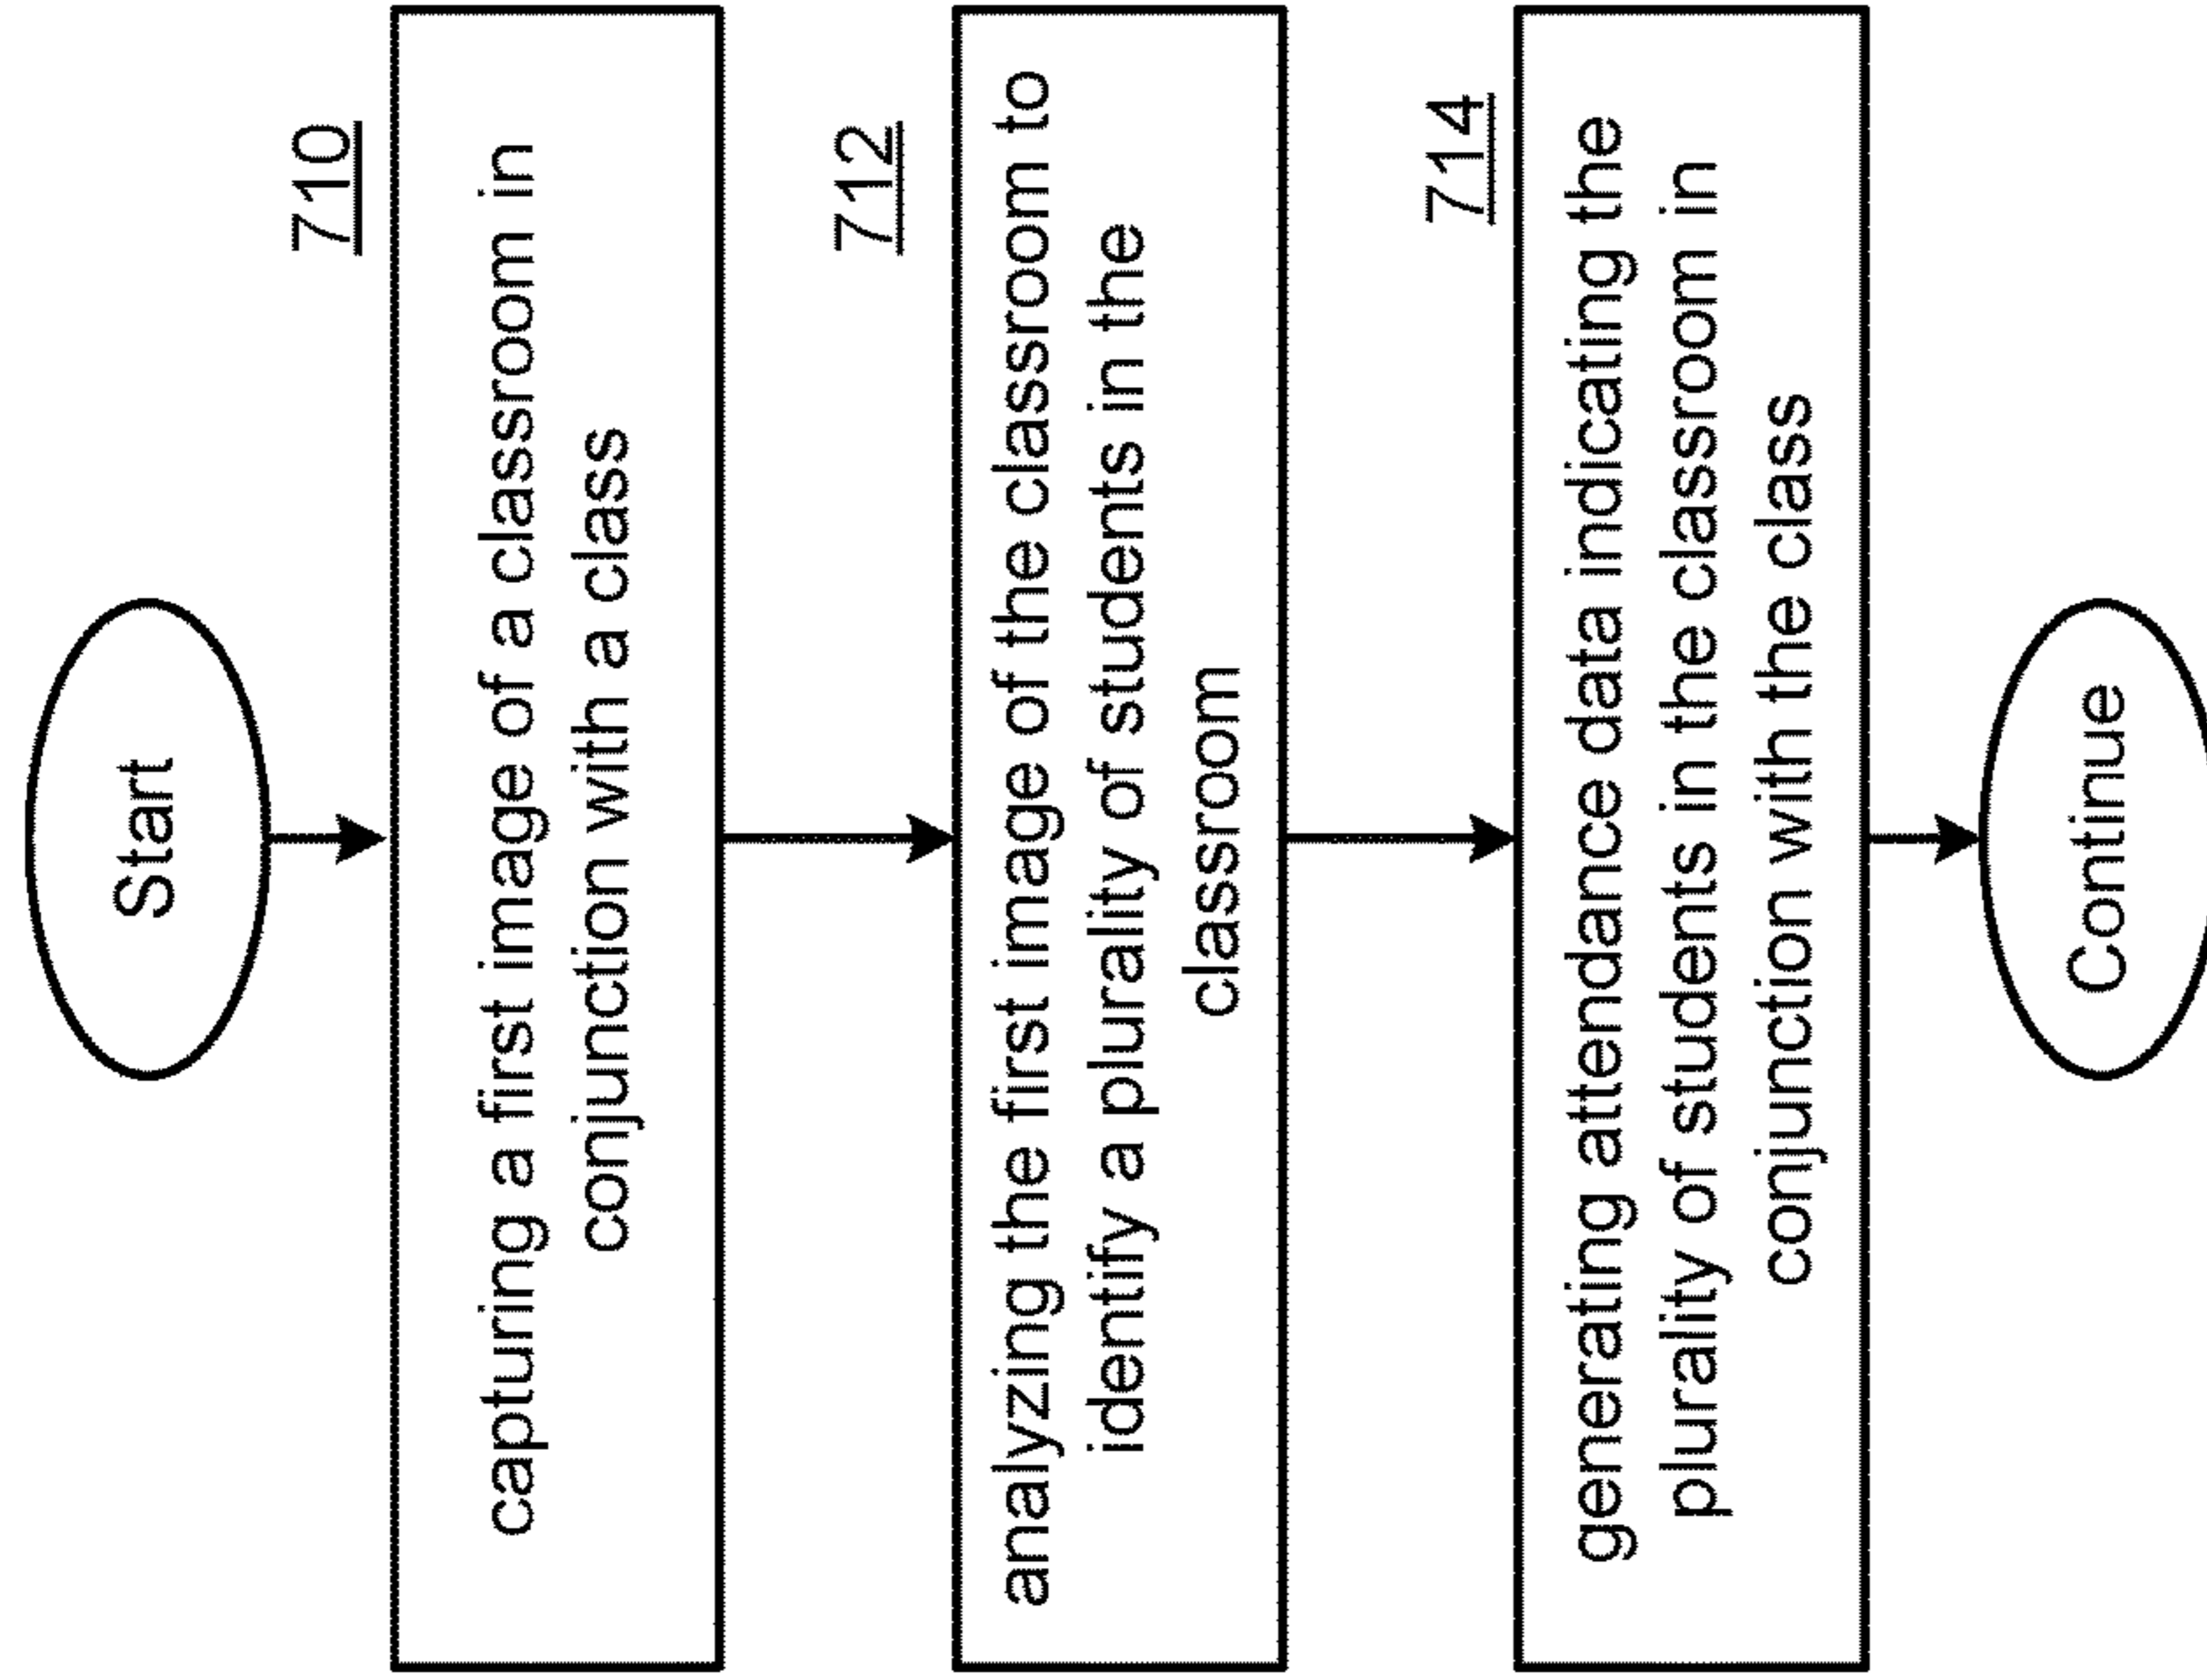 Start
710
capturing a first image of a classroom in
conjunction with a class
712
analyzing the first image of the classroom to
identify a plurality of students in the
classroom
714
generating attendance data indicating the
plurality of students in the classroom in
conjunction with the class
Continue